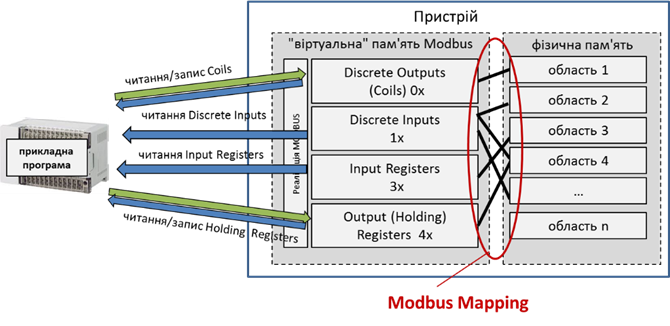 Пристрій
"віртуальна" пам'ять Modbus
фізична пам'ять
читання/запис Coils
читання Discrete Inputs
читання Input Registers
читання/запис Holding Registers
прикладна
програма
Реалізація MODBUS
Discrete Outputs
(Coils) 0x
Discrete Inputs
1x
Input Registers
3x
Output (Holding)
Registers 4x
область 1
область 2
область 3
область 4
...
область n
Modbus Mapping